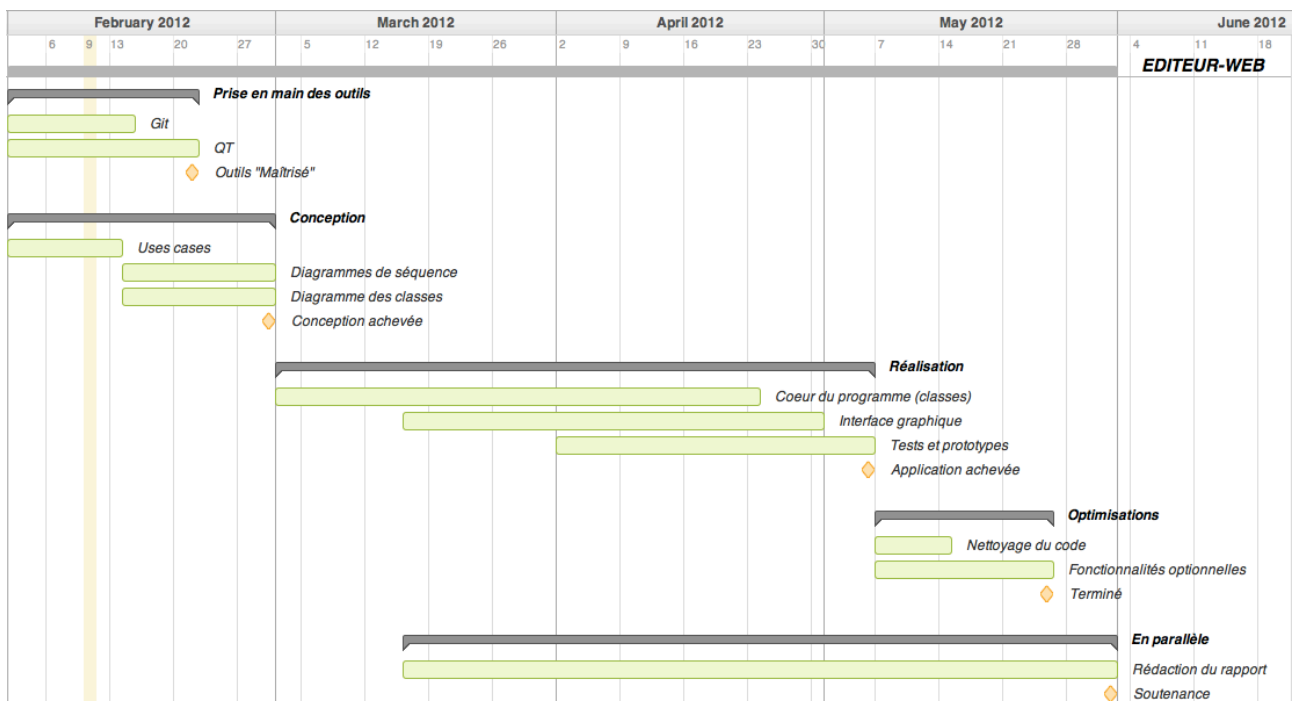 February 2012 March 2012 April 2012 May 2012 June 2012
6 9 13 20 27 5 12 19 26 2 9 16 23 30 7 14 21 28 4 11 18
EDITEUR-WEB
Prise en main des outils
Git
QT
Outils "Maîtrisé"
Conception
Uses cases
Diagrammes de séquence
Diagramme des classes
Conception achevée
Réalisation
Coeur du programme (classes)
Interface graphique
Tests et prototypes
Application achevée
Optimisations
Nettoyage du code
Fonctionnalités optionnelles
Terminé
En parallèle
Rédaction du rapport
Soutenance